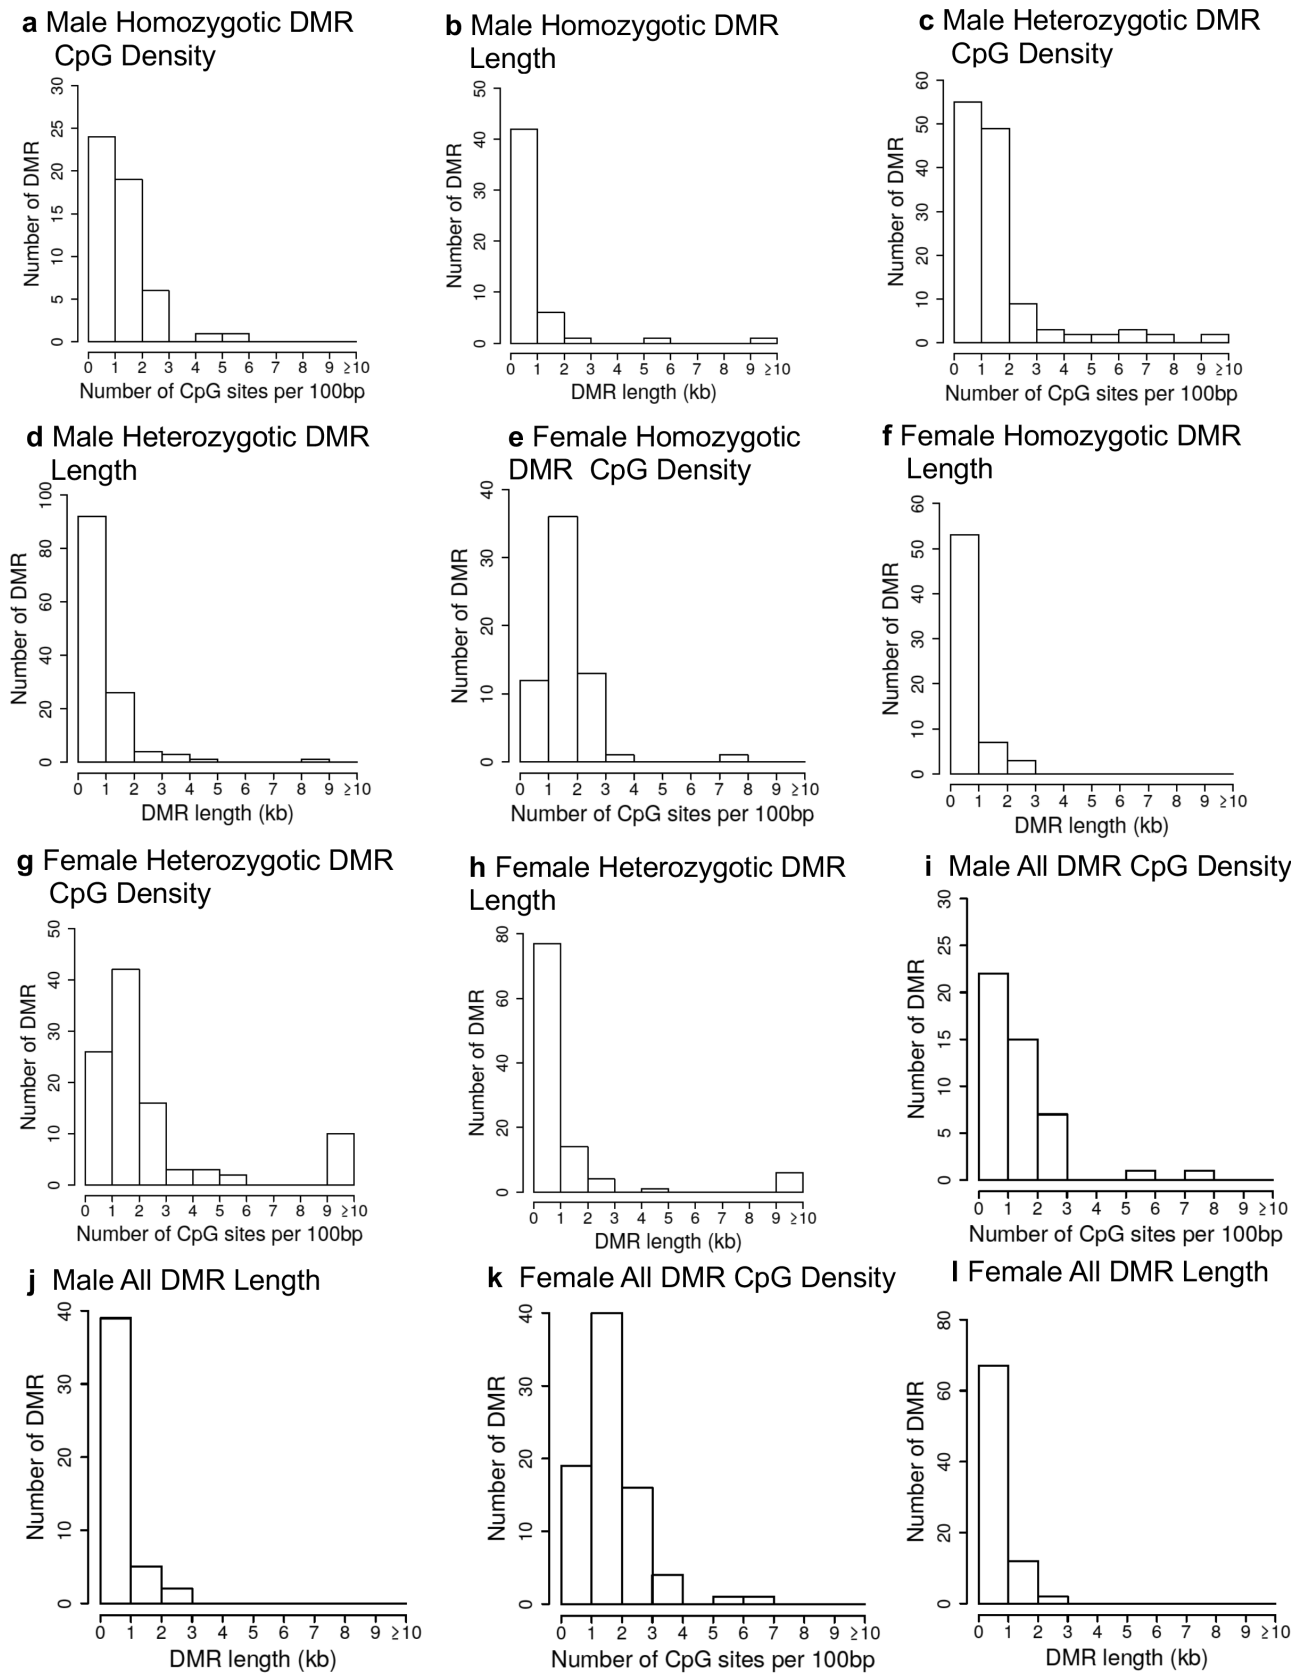 a Male Homozygotic DMR
CpG Density
Number of DMR
30
25
20
15
10
5
0
0 1 2 3 4 5 6 7 8 9 ≥10
Number of CpG sites per 100bp
b Male Homozygotic DMR
Length
Number of DMR
50
40
30
20
10
0
0 1 2 3 4 5 6 7 8 9 ≥10
DMR length (kb)
c Male Heterozygotic DMR
CpG Density
Number of DMR
60
50
40
30
20
10
0
0 1 2 3 4 5 6 7 8 9 ≥10
Number of CpG sites per 100bp
d Male Heterozygotic DMR
Length
Number of DMR
100
80
60
40
20
0
0 1 2 3 4 5 6 7 8 9 ≥10
DMR length (kb)
e Female Homozygotic
DMR CpG Density
Number of DMR
40
30
20
10
0
0 1 2 3 4 5 6 7 8 9 ≥10
Number of CpG sites per 100bp
f Female Homozygotic DMR
Length
Number of DMR
60
50
40
30
20
10
0
0 1 2 3 4 5 6 7 8 9 ≥10
DMR length (kb)
g Female Heterozygotic DMR
CpG Density
Number of DMR
50
40
30
20
10
0
0 1 2 3 4 5 6 7 8 9 ≥10
Number of CpG sites per 100bp
h Female Heterozygotic DMR
Length
Number of DMR
80
60
40
20
0
0 1 2 3 4 5 6 7 8 9 ≥10
DMR length (kb)
i Male All DMR CpG Density
Number of DMR
30
25
20
15
10
5
0
0 1 2 3 4 5 6 7 8 9 ≥10
Number of CpG sites per 100bp
j Male All DMR Length
Number of DMR
40
30
20
10
0
0 1 2 3 4 5 6 7 8 9 ≥10
DMR length (kb)
k Female All DMR CpG Density
Number of DMR
40
30
20
10
0
0 1 2 3 4 5 6 7 8 9 ≥10
Number of CpG sites per 100bp
l Female All DMR Length
Number of DMR
80
60
40
20
0
0 1 2 3 4 5 6 7 8 9 ≥10
DMR length (kb)